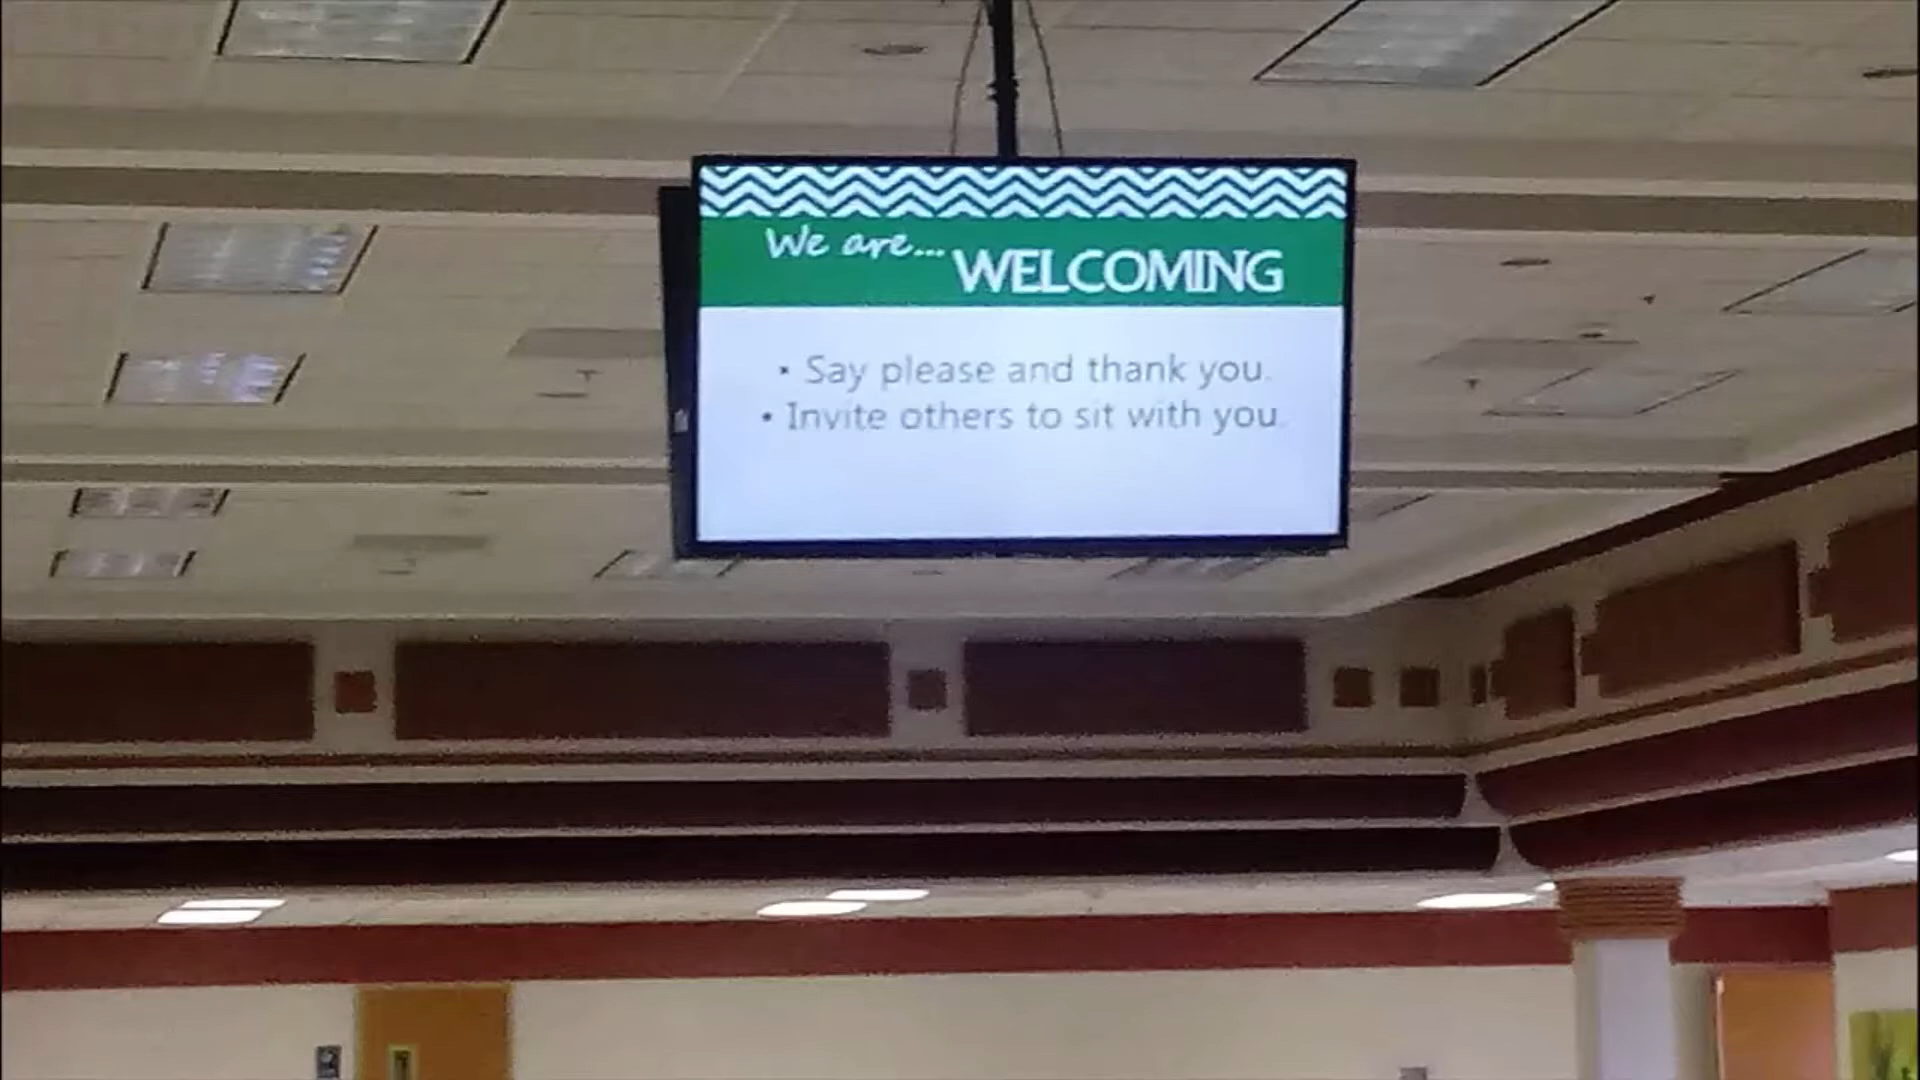 We are... WELCOMING
• Say please and thank you.
• Invite others to sit with you.